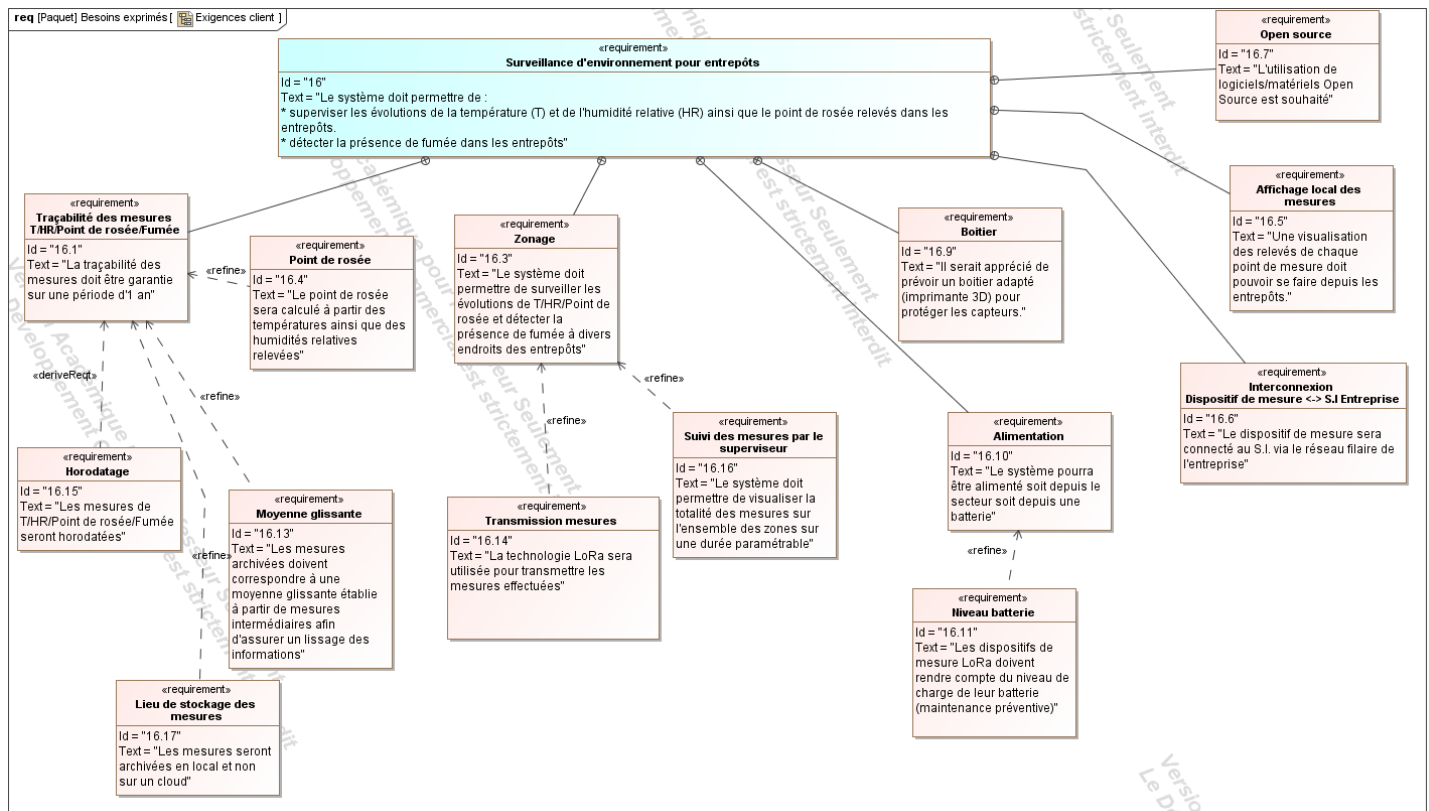 req [Paquet] Besoins exprimés [ Exigences client ]
«requirement»
Surveillance d'environnement pour entrepôts
Id = "16"
Text = "Le système doit permettre de :
* superviser les évolutions de la température (T) et de l'humidité relative (HR) ainsi que le point de rosée relevés dans les
entrepôts.
* détecter la présence de fumée dans les entrepôts"
«requirement»
Open source
Id = "16.7"
Text = "L'utilisation de
logiciels/matériels Open
Source est souhaité"
«requirement»
Affichage local des
mesures
Id = "16.5"
Text = "Une visualisation
des relevés de chaque
point de mesure doit
pouvoir se faire depuis les
entrepôts."
«requirement»
Traçabilité des mesures
T/HR/Point de rosée/Fumée
Id = "16.1"
Text = "La traçabilité des
mesures doit être garantie
sur une période d'1 an"
«refine»
«requirement»
Point de rosée
Id = "16.4"
Text = "Le point de rosée
sera calculé à partir des
températures ainsi que des
humidités relatives
relevées"
«requirement»
Zonage
Id = "16.3"
Text = "Le système doit
permettre de surveiller les
évolutions de T/HR/Point de
rosée et détecter la
présence de fumée à divers
endroits des entrepôts"
«requirement»
Boitier
Id = "16.9"
Text = "Il serait apprécié de
prévoir un boitier adapté
(imprimante 3D) pour
protéger les capteurs."
«requirement»
Interconnexion
Dispositif de mesure <-> S.I Entreprise
Id = "16.6"
Text = "Le dispositif de mesure sera
connecté au S.I. via le réseau filaire de
l'entreprise"
«deriveReqt»
«refine»
«refine»
«refine»
«requirement»
Suivi des mesures par le
superviseur
Id = "16.16"
Text = "Le système doit
permettre de visualiser la
totalité des mesures sur
l'ensemble des zones sur
une durée paramétrable"
«requirement»
Alimentation
Id = "16.10"
Text = "Le système pourra
être alimenté soit depuis le
secteur soit depuis une
batterie"
«requirement»
Horodatage
Id = "16.15"
Text = "Les mesures de
T/HR/Point de rosée/Fumée
seront horodatées"
«refine»
«requirement»
Moyenne glissante
Id = "16.13"
Text = "Les mesures
archivées doivent
correspondre à une
moyenne glissante établie
à partir de mesures
intermédiaires afin
d'assurer un lissage des
informations"
«requirement»
Transmission mesures
Id = "16.14"
Text = "La technologie LoRa sera
utilisée pour transmettre les
mesures effectuées"
«refine»
«requirement»
Niveau batterie
Id = "16.11"
Text = "Les dispositifs de
mesure LoRa doivent
rendre compte du niveau de
charge de leur batterie
(maintenance préventive)"
«requirement»
Lieu de stockage des
mesures
Id = "16.17"
Text = "Les mesures seront
archivées en local et non
sur un cloud"